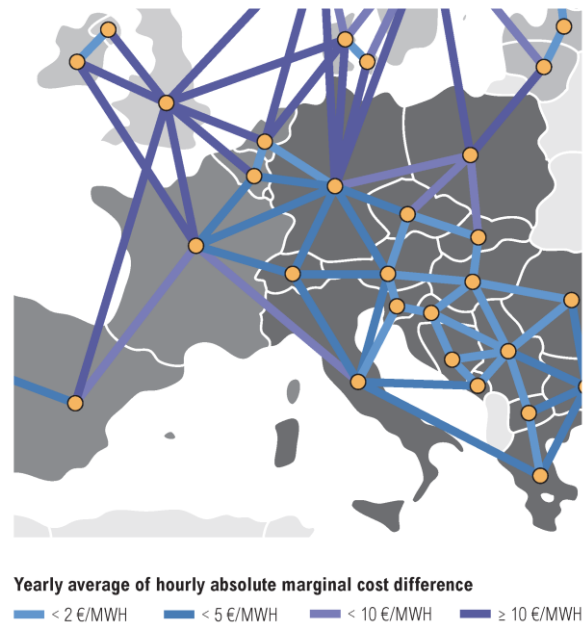 Yearly average of hourly absolute marginal cost difference
< 2 €/MWH < 5 €/MWH < 10 €/MWH ≥ 10 €/MWH